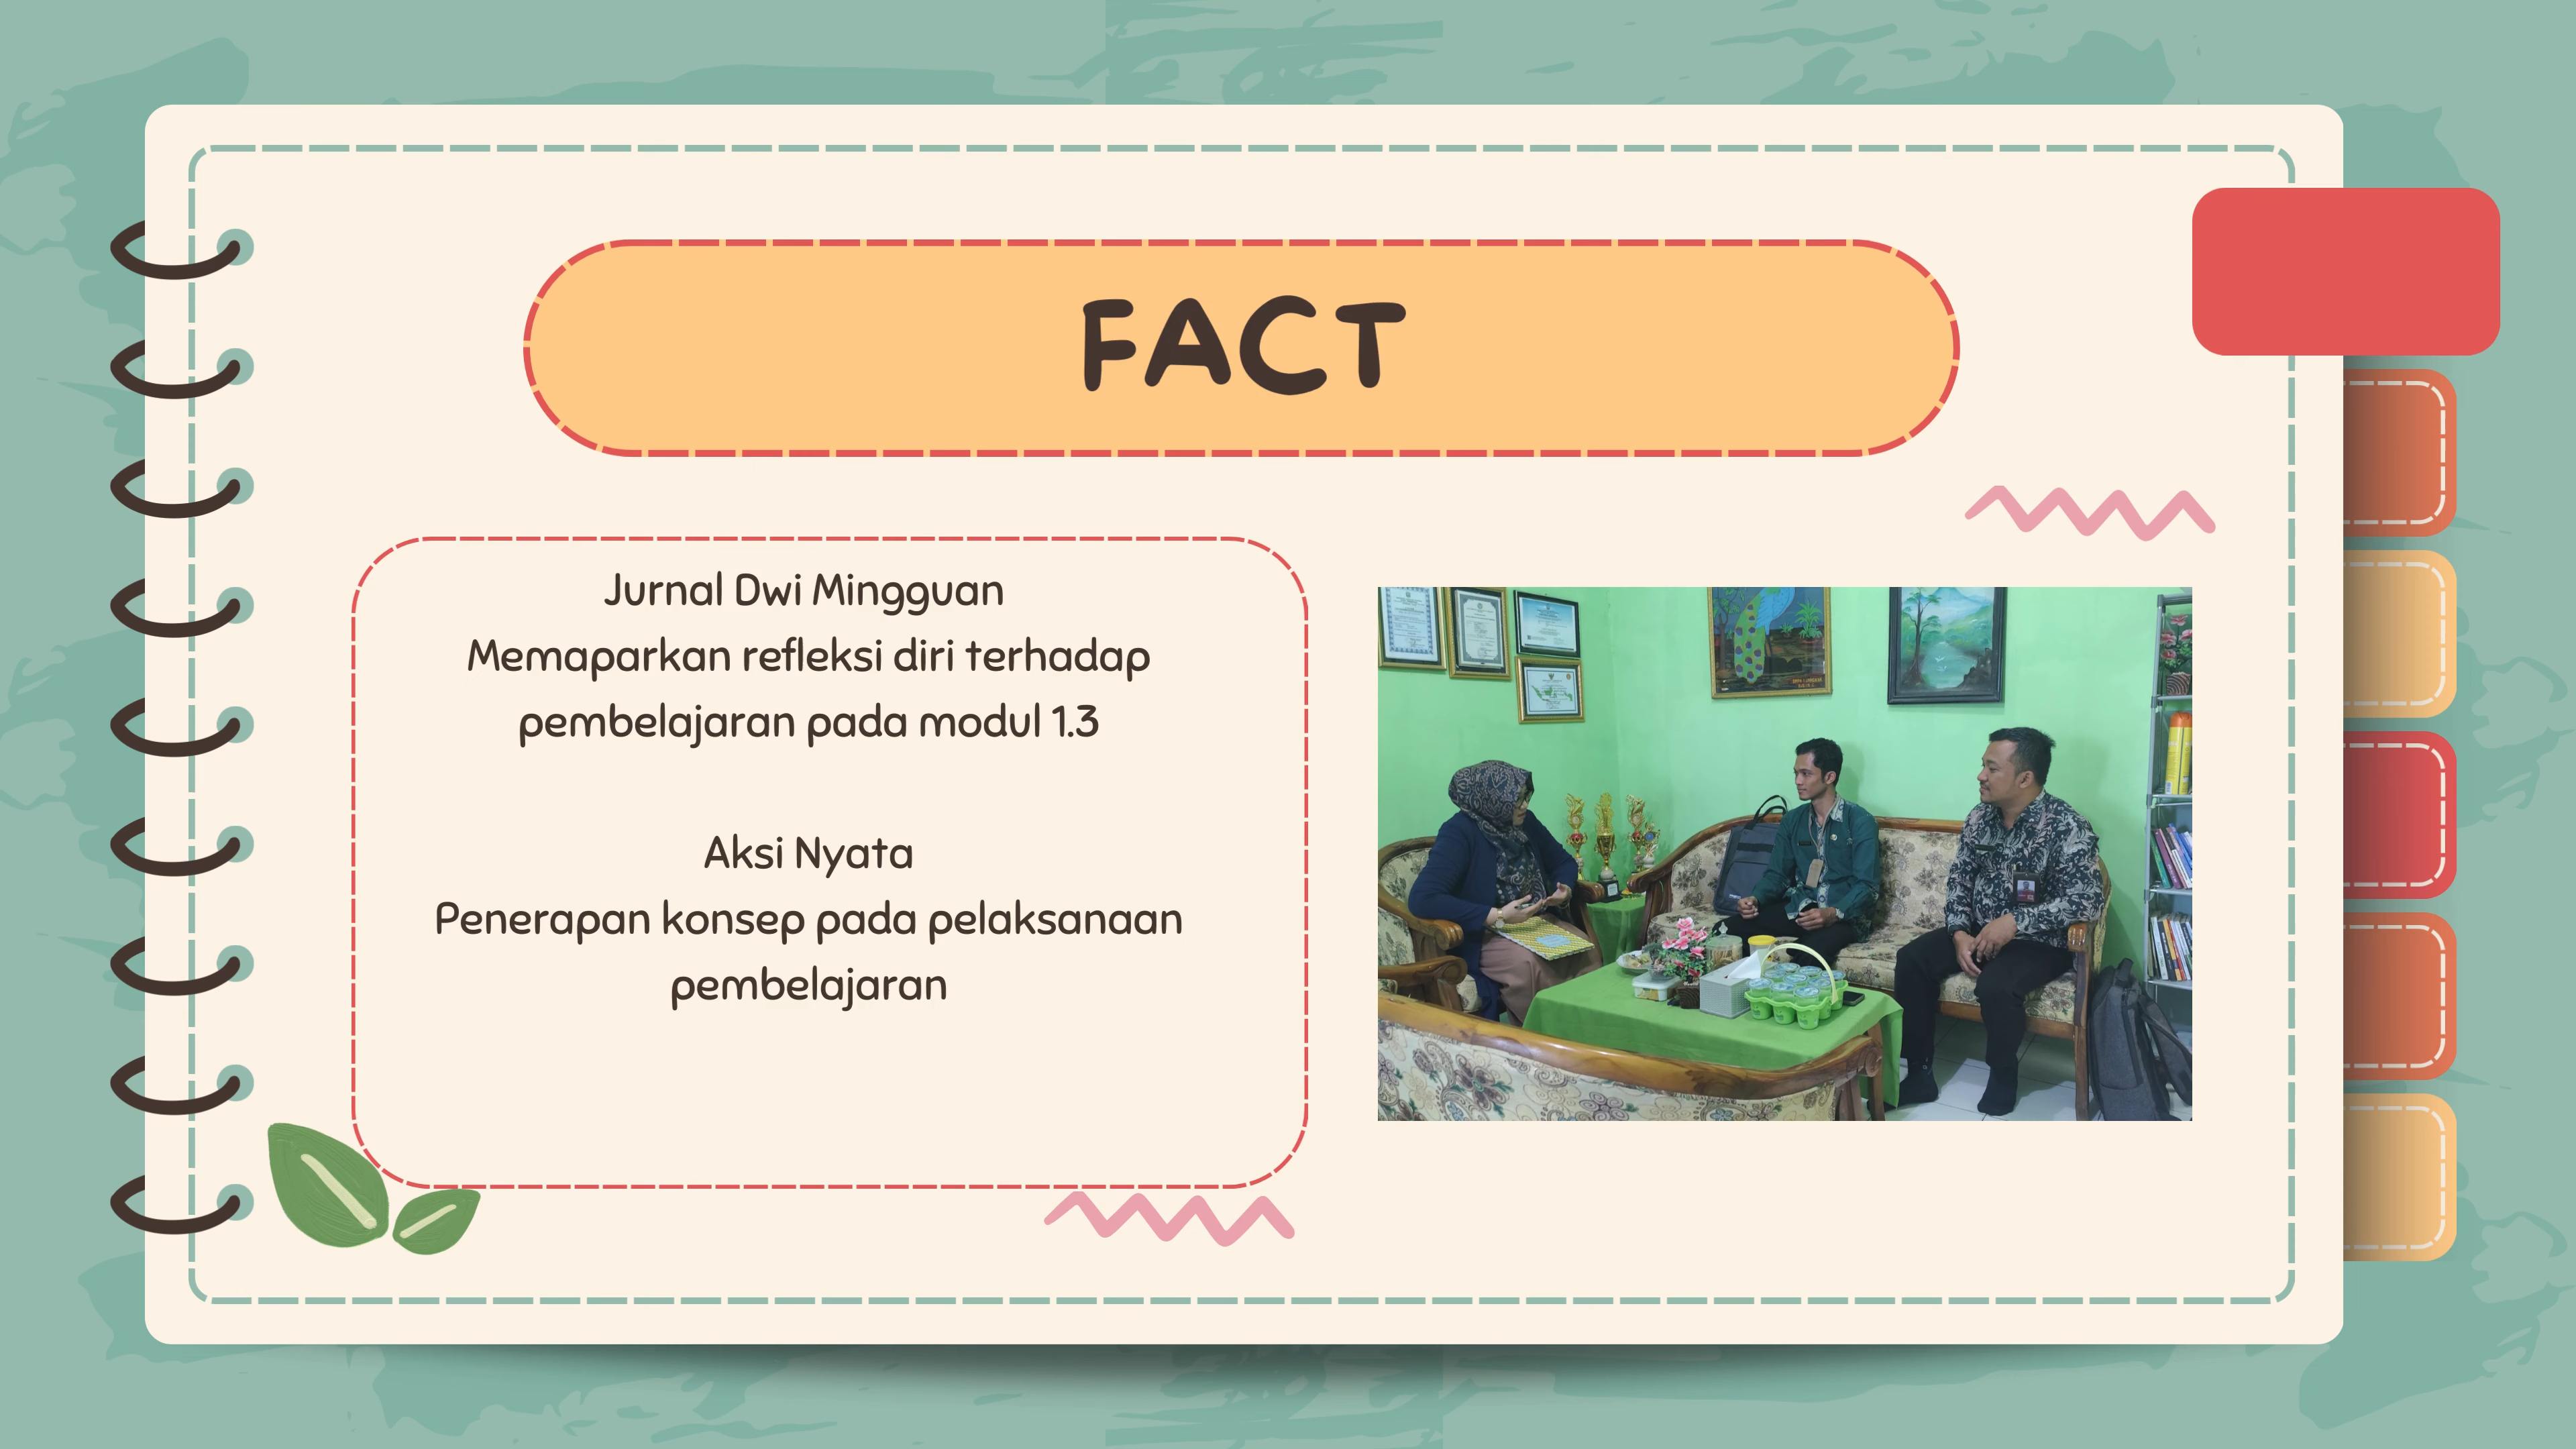 FACT
Jurnal Dwi Mingguan
Memaparkan refleksi diri terhadap
pembelajaran pada modul 1.3
Aksi Nyata
Penerapan konsep pada pelaksanaan
pembelajaran